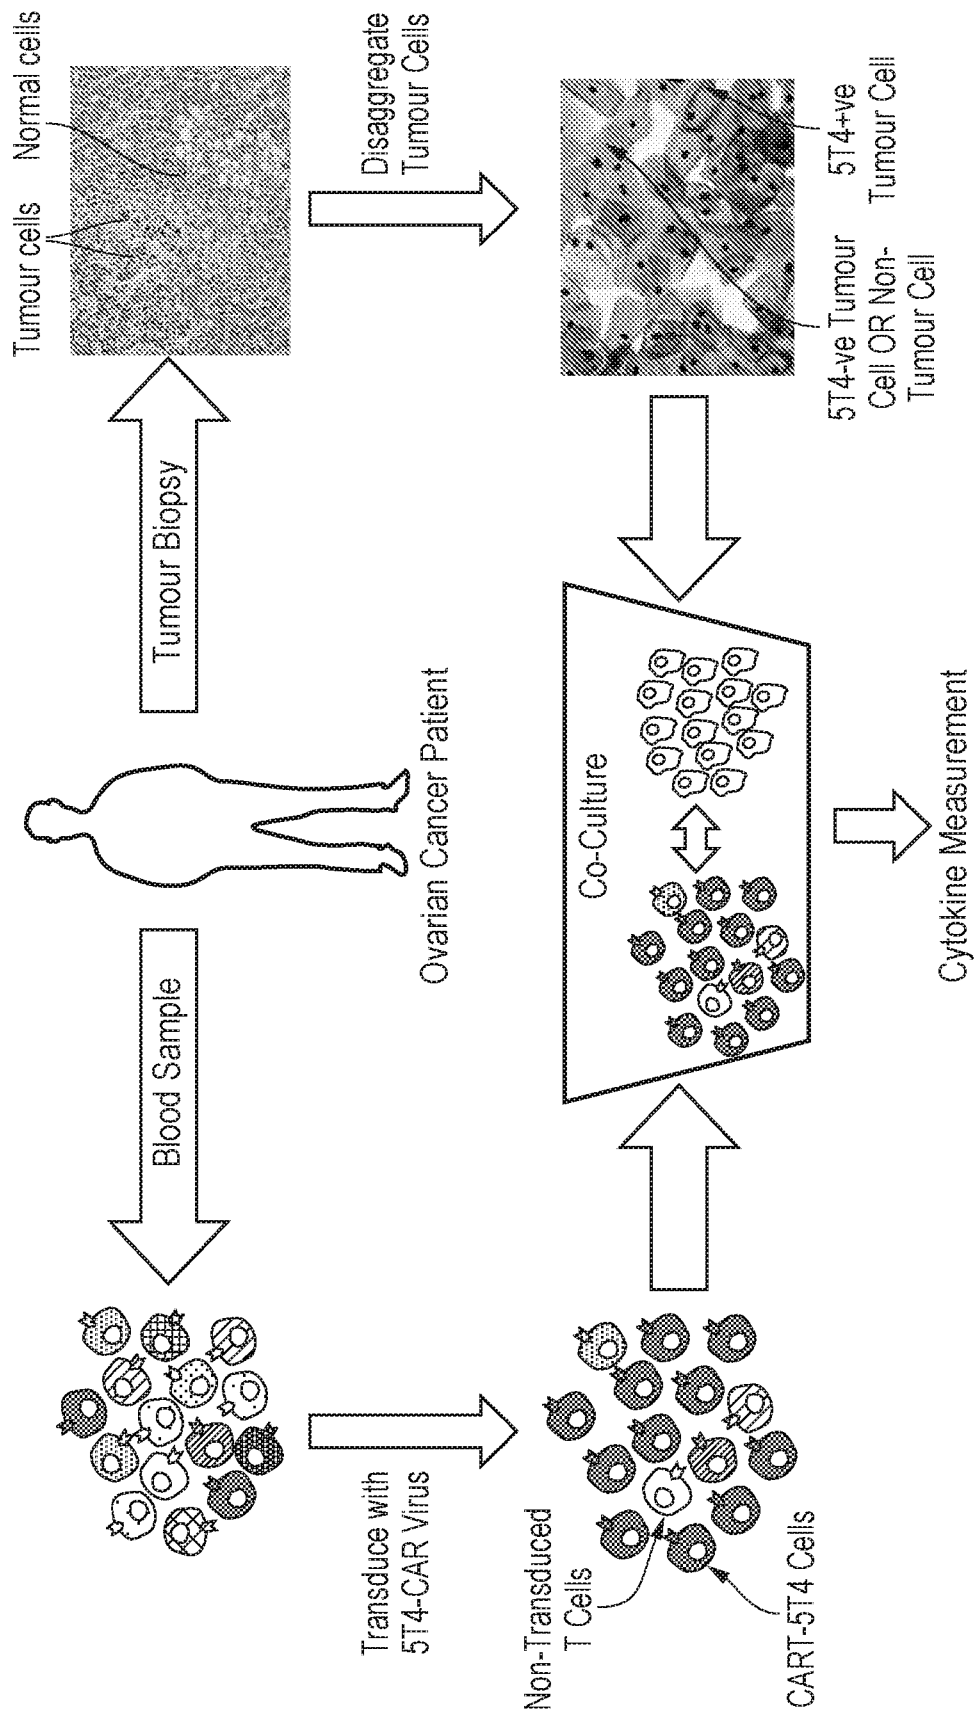 Ovarian Cancer Patient
Blood Sample
Tumour Biopsy
Tumour cells
Normal cells
Transduce with
5T4-CAR Virus
Disaggregate
Tumour Cells
Non-Transduced
T Cells
CART-5T4 Cells
Co-Culture
5T4-ve Tumour
Cell OR Non-
Tumour Cell
5T4+ve
Tumour Cell
Cytokine Measurement